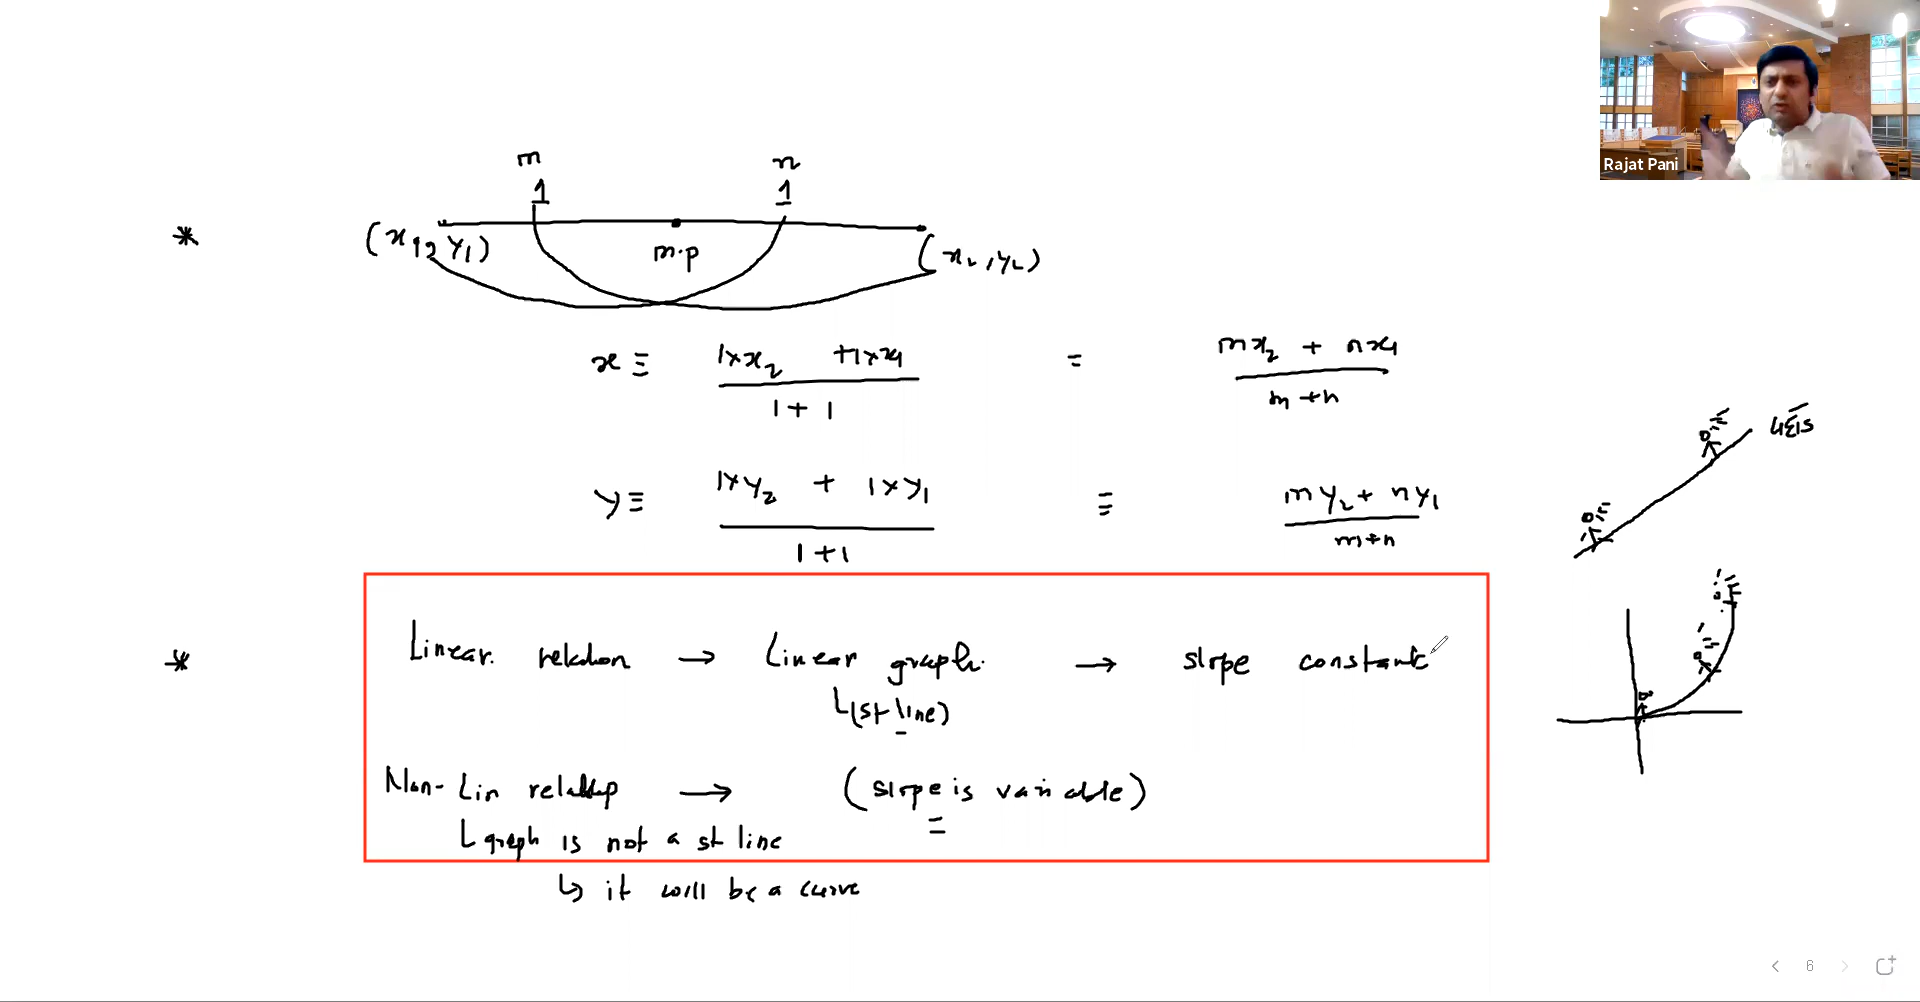 Rajat Pani
m n
1 1
*
(x1, y1) m.p (x2, y2)
x ≡ 1×x2 +1×x1 / 1+1 = mx2 + nx1 / m+n
y ≡ 1×y2 + 1×y1 / 1+1 ≡ my2 + ny1 / m+n
45
* Linear relation → Linear graph → slope constant
(st line)
Non-Lin relatop → (slope is variable)
graph is not a st line
↳ it will be a curve
< 6 >